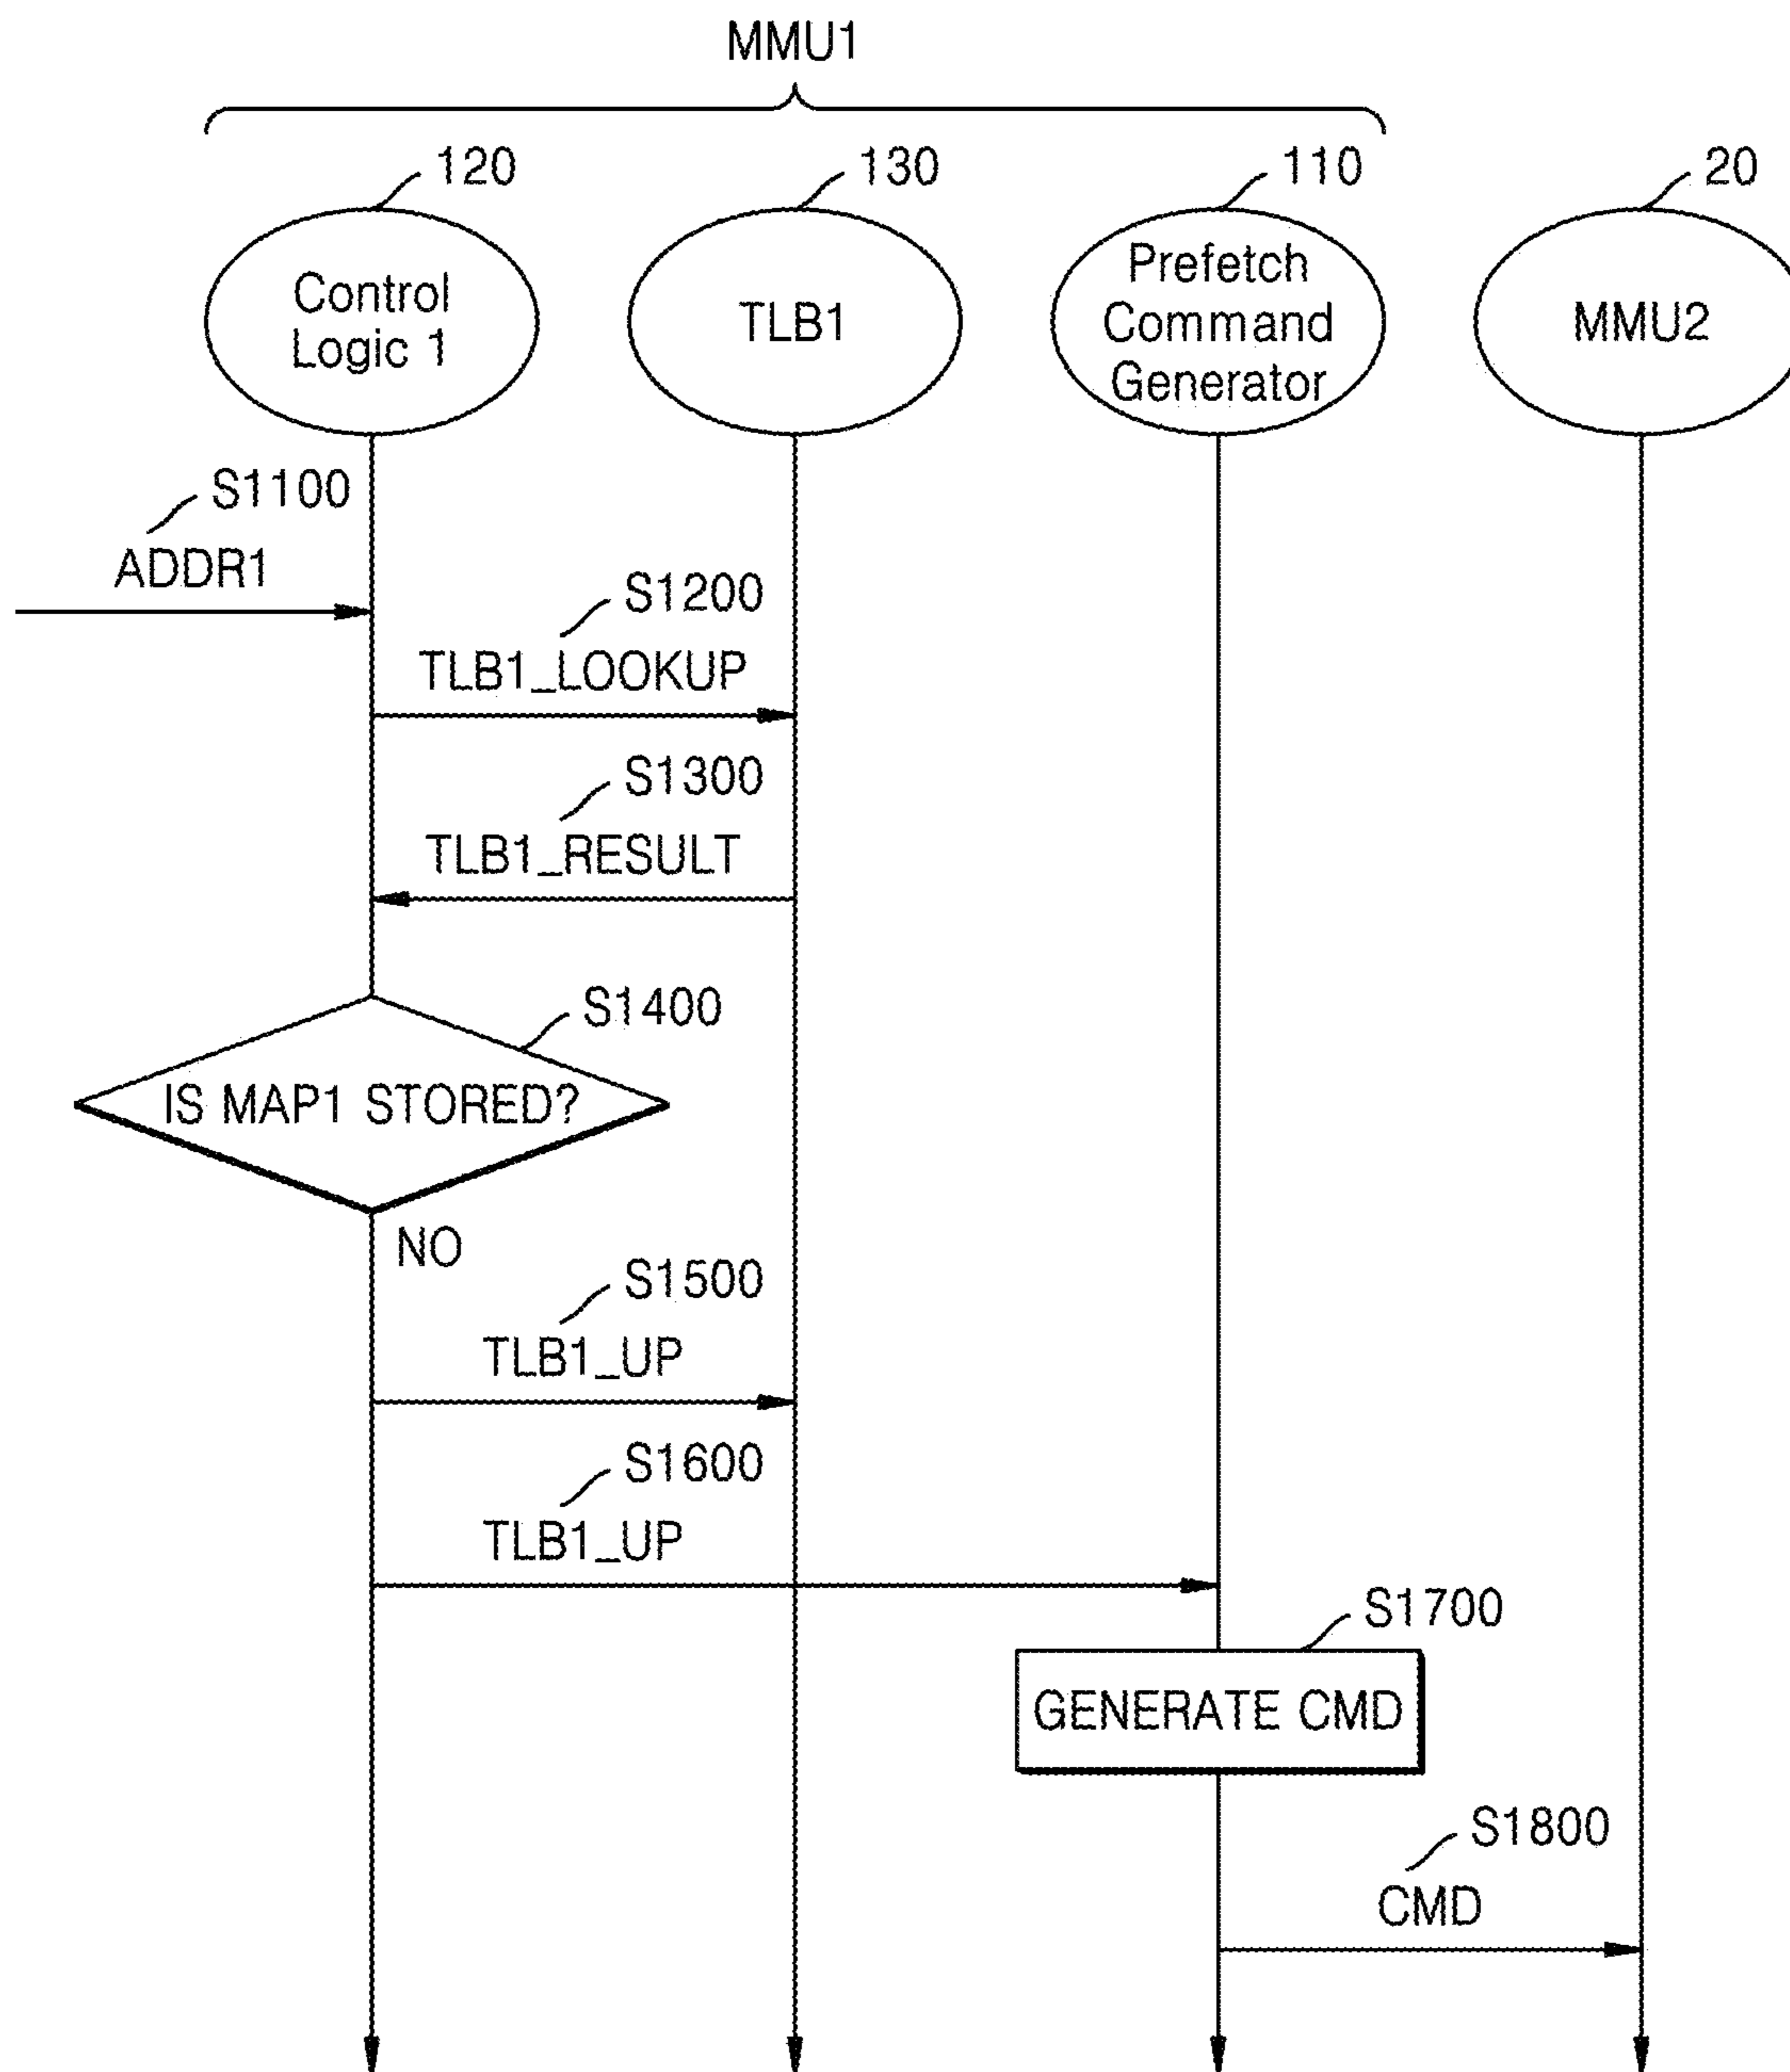 MMU1
120
130
110
20
Control
Logic 1
TLB1
Prefetch
Command
Generator
MMU2
S1100
ADDR1
S1200
TLB1_LOOKUP
S1300
TLB1_RESULT
S1400
IS MAP1 STORED?
NO
S1500
TLB1_UP
S1600
TLB1_UP
S1700
GENERATE CMD
S1800
CMD